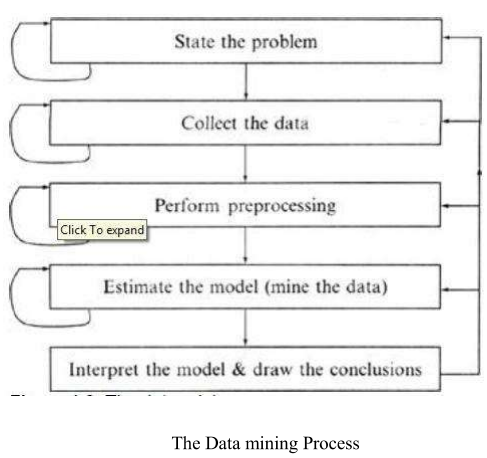 State the problem
Collect the data
Perform preprocessing
Click To expand
Estimate the model (mine the data)
Interpret the model & draw the conclusions
The Data mining Process